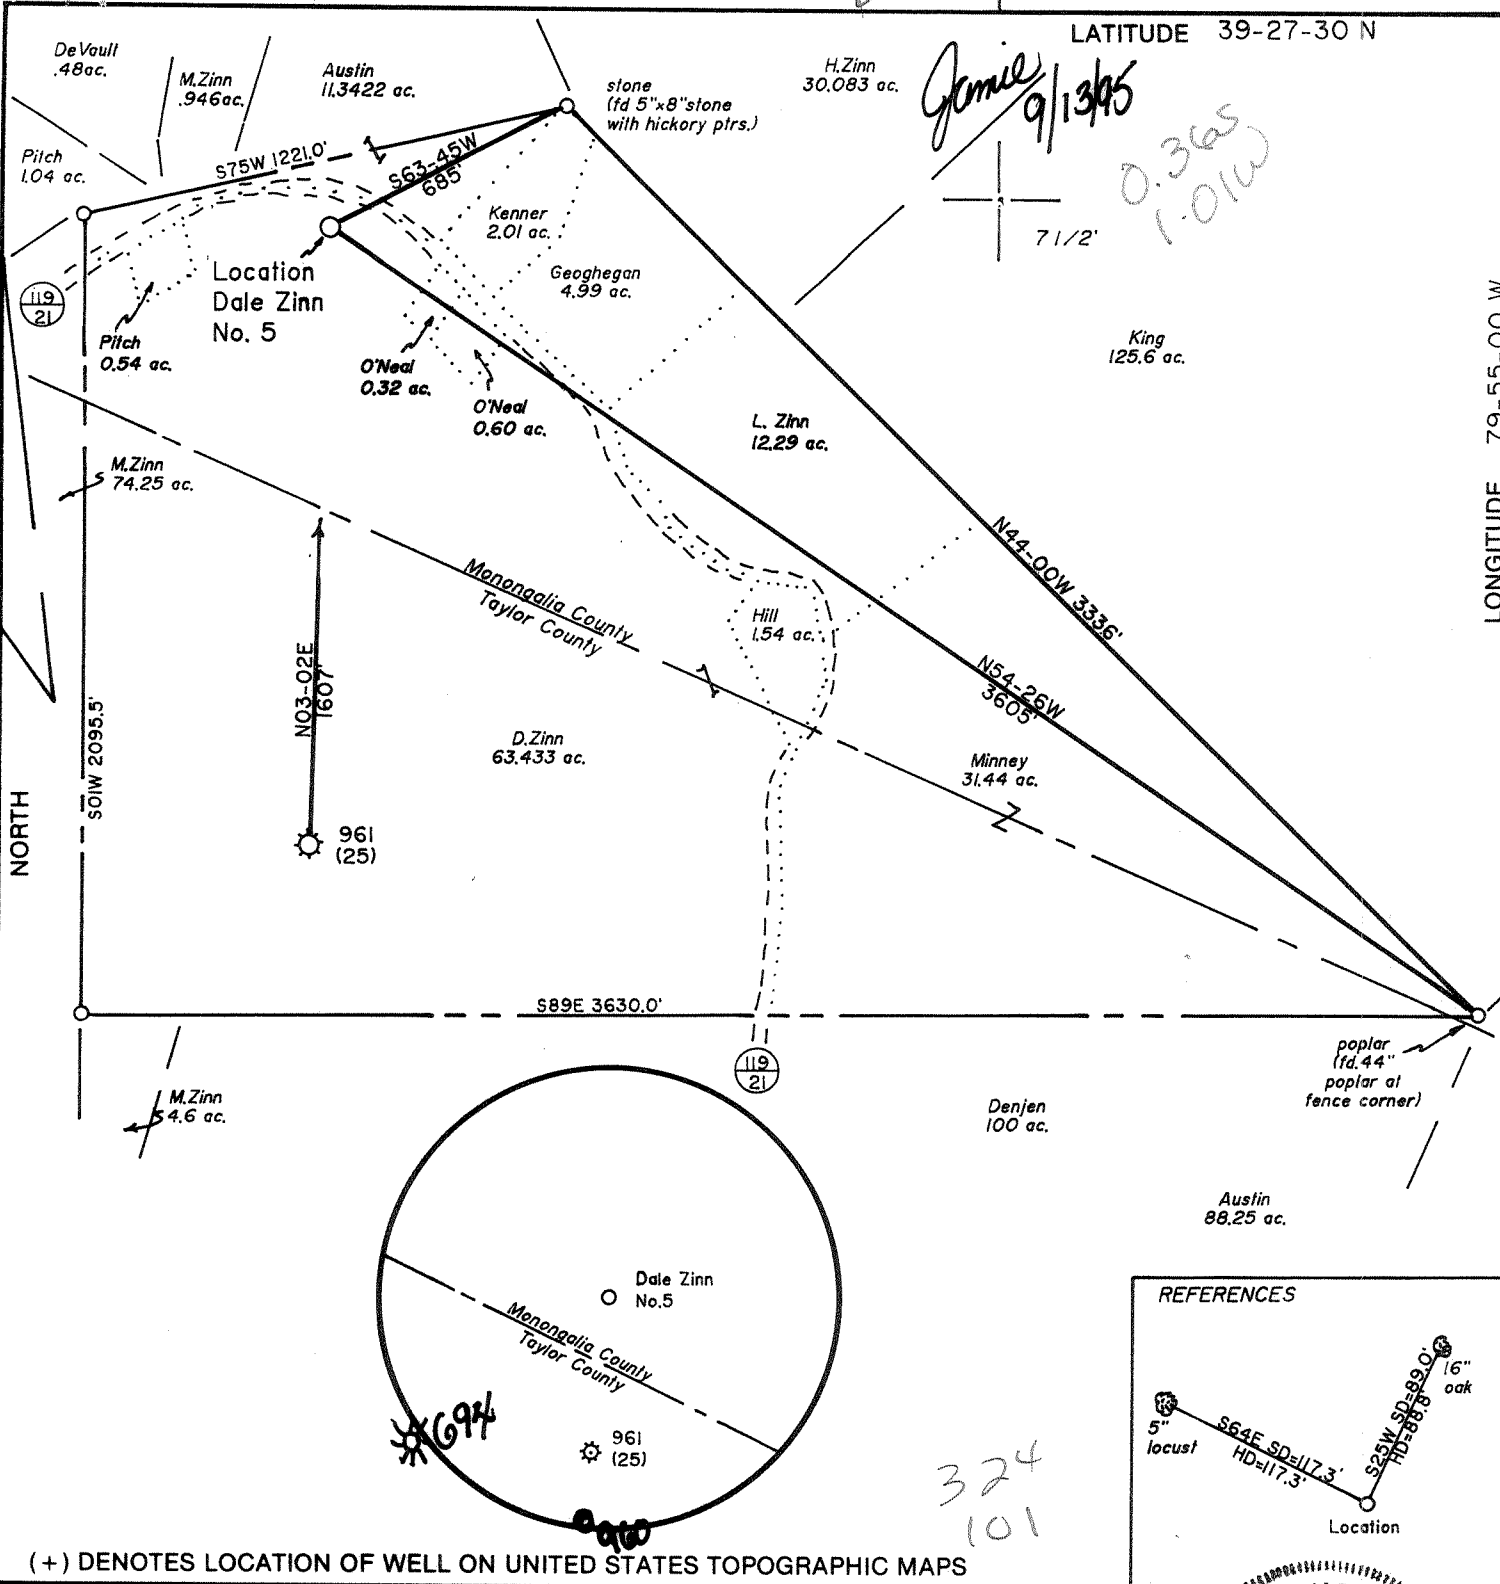 LATITUDE 39-27-30 N
DeVault
.48ac.
M.Zinn
.946ac.
Austin
11.3422 ac.
stone
(fd 5"x8"stone
with hickory ptrs.)
H.Zinn
30.083 ac.
Jamie
9/13/95
0.36S
1.01W
Pitch
1.04 ac.
S75W 1221.0'
S63-45W
685'
Kenner
2.01 ac.
7 1/2'
Geoghegan
4.99 ac.
Location
Dale Zinn
No. 5
119
21
Pitch
0.54 ac.
O'Neal
0.32 ac.
O'Neal
0.60 ac.
King
125.6 ac.
LONGITUDE 79-55-00 W
L. Zinn
12.29 ac.
M.Zinn
74.25 ac.
N44-00W 3336'
Monongalia County
Taylor County
Hill
1.54 ac.
N03-02E
1607'
N54-26W
3605'
S01W 2095.5'
D.Zinn
63.433 ac.
Minney
31.44 ac.
NORTH
961
(25)
S89E 3630.0'
119
21
poplar
(fd.44"
poplar at
fence corner)
M.Zinn
54.6 ac.
Denjen
100 ac.
Austin
88.25 ac.
Dale Zinn
No.5
Monongalia County
Taylor County
694
961
(25)
960
324
101
REFERENCES
16"
oak
5"
locust
S64E SD=117.3'
HD=117.3'
S25W SD=89.0'
HD=88.8'
Location
(+) DENOTES LOCATION OF WELL ON UNITED STATES TOPOGRAPHIC MAPS